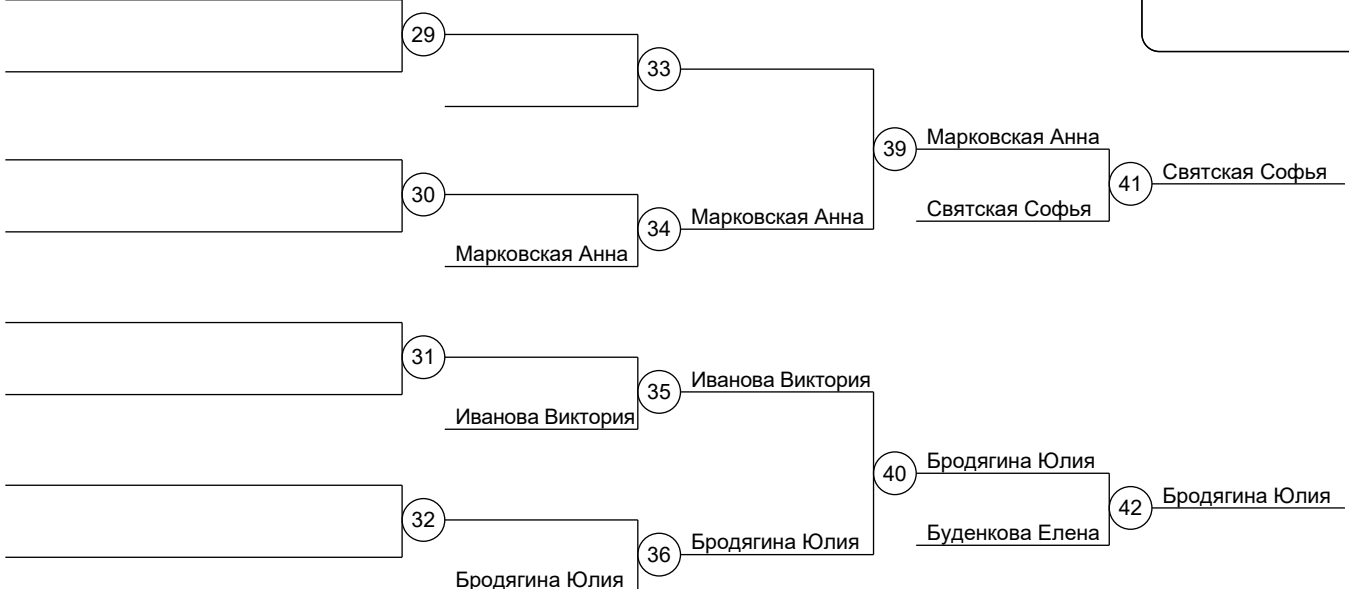 29
33
39
Марковская Анна
41
Святская Софья
Святская Софья
30
34
Марковская Анна
Марковская Анна
31
35
Иванова Виктория
Иванова Виктория
40
Бродягина Юлия
42
Бродягина Юлия
Буденкова Елена
32
36
Бродягина Юлия
Бродягина Юлия